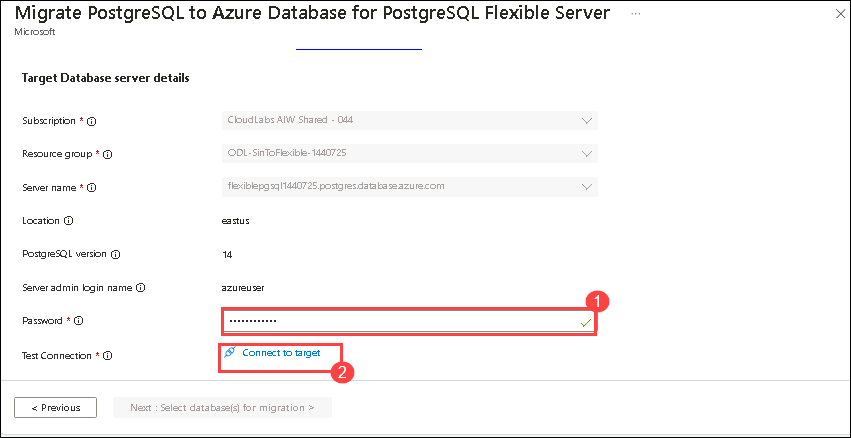 Migrate PostgreSQL to Azure Database for PostgreSQL Flexible Server ...
Microsoft
Target Database server details
Subscription *
CloudLabs AIW Shared - 044
Resource group *
ODL-SinToFlexible-1440725
Server name *
flexiblepgsql1440725.postgres.database.azure.com
Location
eastus
PostgreSQL version
14
Server admin login name
azureuser
1
Password *
••••••••••••
Test Connection *
Connect to target
2
< Previous
Next : Select database(s) for migration >